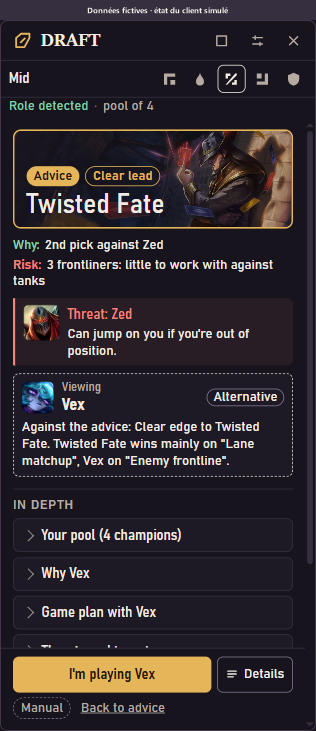 Données fictives · état du client simulé
DRAFT
Mid
Role detected · pool of 4
Advice
Clear lead
Twisted Fate
Why: 2nd pick against Zed
Risk: 3 frontliners: little to work with against
tanks
Threat: Zed
Can jump on you if you're out of
position.
Viewing
Vex
Alternative
Against the advice: Clear edge to Twisted
Fate. Twisted Fate wins mainly on "Lane
matchup", Vex on "Enemy frontline".
IN DEPTH
Your pool (4 champions)
Why Vex
Game plan with Vex
I'm playing Vex
Details
Manual
Back to advice